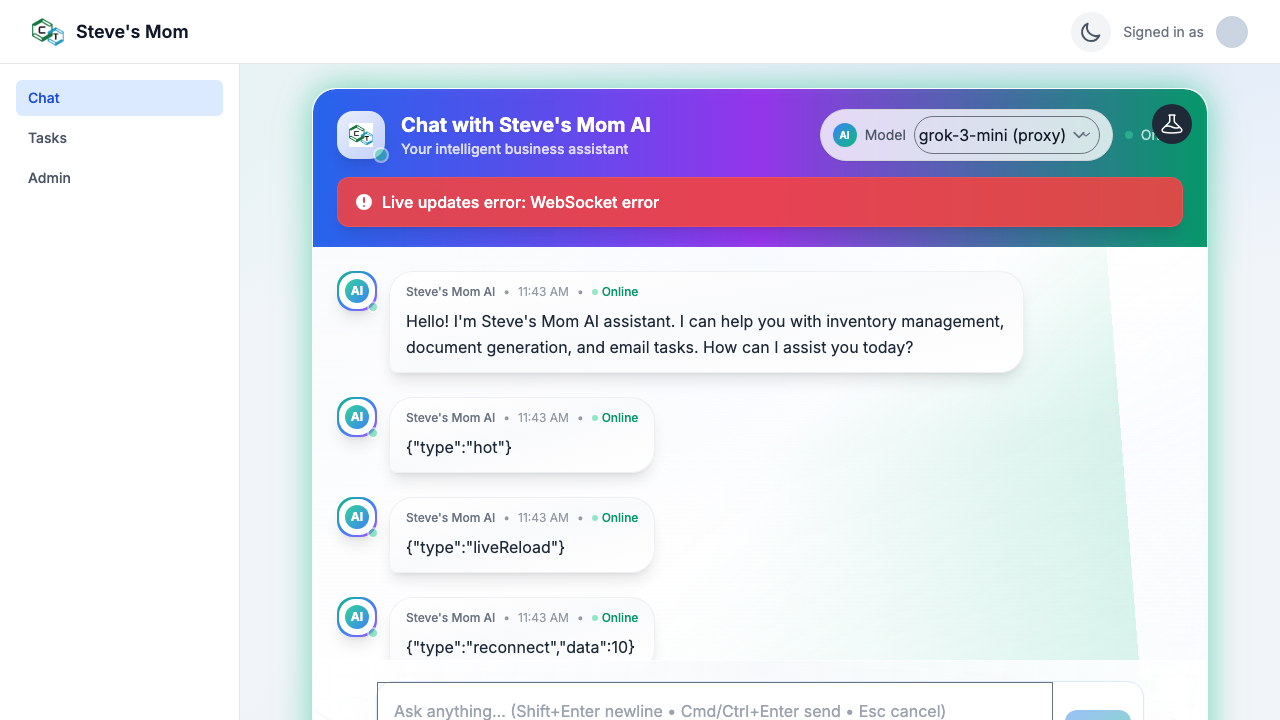 Steve's Mom
Signed in as
Chat
Tasks
Admin
Chat with Steve's Mom AI
Your intelligent business assistant
AI Model grok-3-mini (proxy)
Live updates error: WebSocket error
AI
Steve's Mom AI • 11:43 AM • Online
Hello! I'm Steve's Mom AI assistant. I can help you with inventory management,
document generation, and email tasks. How can I assist you today?
AI
Steve's Mom AI • 11:43 AM • Online
{"type":"hot"}
AI
Steve's Mom AI • 11:43 AM • Online
{"type":"liveReload"}
AI
Steve's Mom AI • 11:43 AM • Online
{"type":"reconnect","data":10}
Ask anything... (Shift+Enter newline • Cmd/Ctrl+Enter send • Esc cancel)